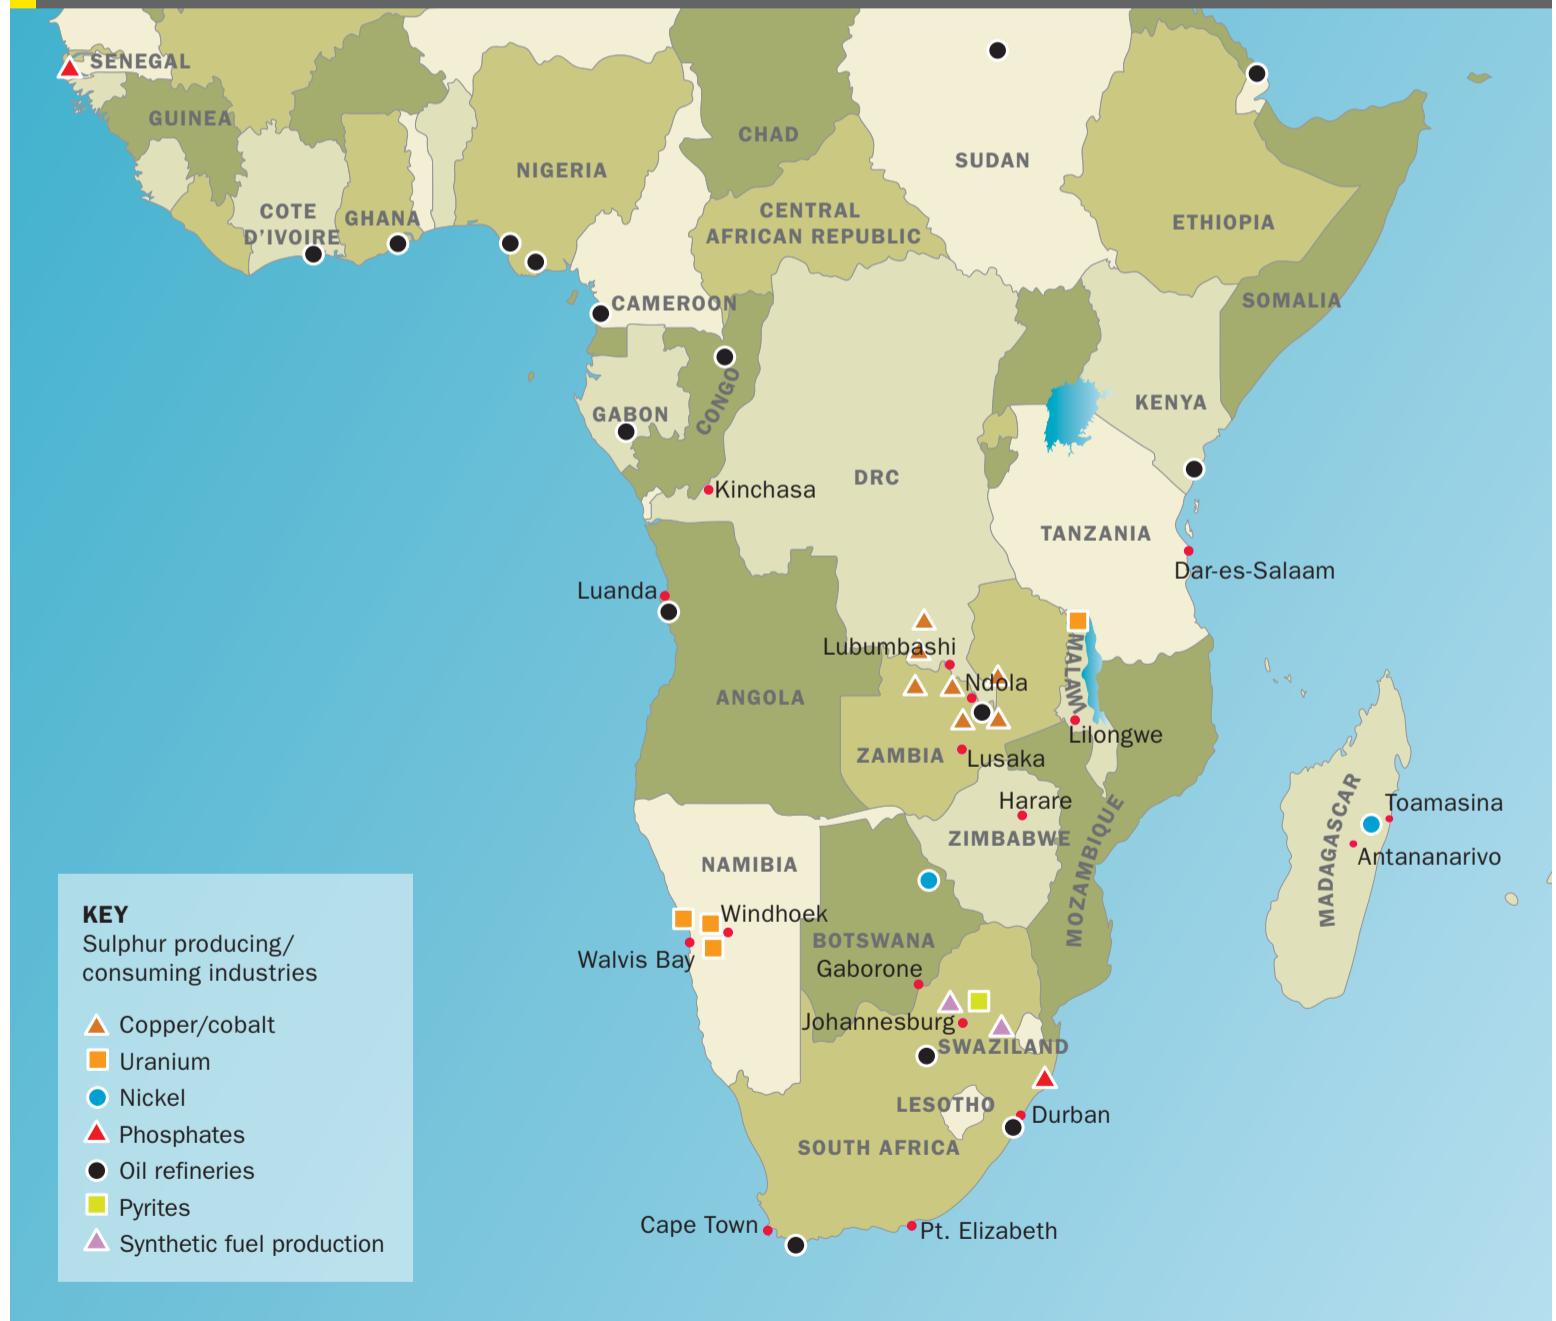 SENEGAL
GUINEA
COTE
D'IVOIRE
GHANA
NIGERIA
CHAD
SUDAN
CENTRAL
AFRICAN REPUBLIC
ETHIOPIA
SOMALIA
CAMEROON
CONGO
GABON
KENYA
DRC
Kinchasa
TANZANIA
Dar-es-Salaam
Luanda
Lubumbashi
Ndola
MALAWI
ANGOLA
Lilongwe
ZAMBIA
Lusaka
Harare
ZIMBABWE
MOZAMBIQUE
Toamasina
MADAGASCAR
Antananarivo
NAMIBIA
Windhoek
Walvis Bay
BOTSWANA
Gaborone
Johannesburg
SWAZILAND
LESOTHO
Durban
SOUTH AFRICA
Cape Town
Pt. Elizabeth
KEY
Sulphur producing/
consuming industries
Copper/cobalt
Uranium
Nickel
Phosphates
Oil refineries
Pyrites
Synthetic fuel production